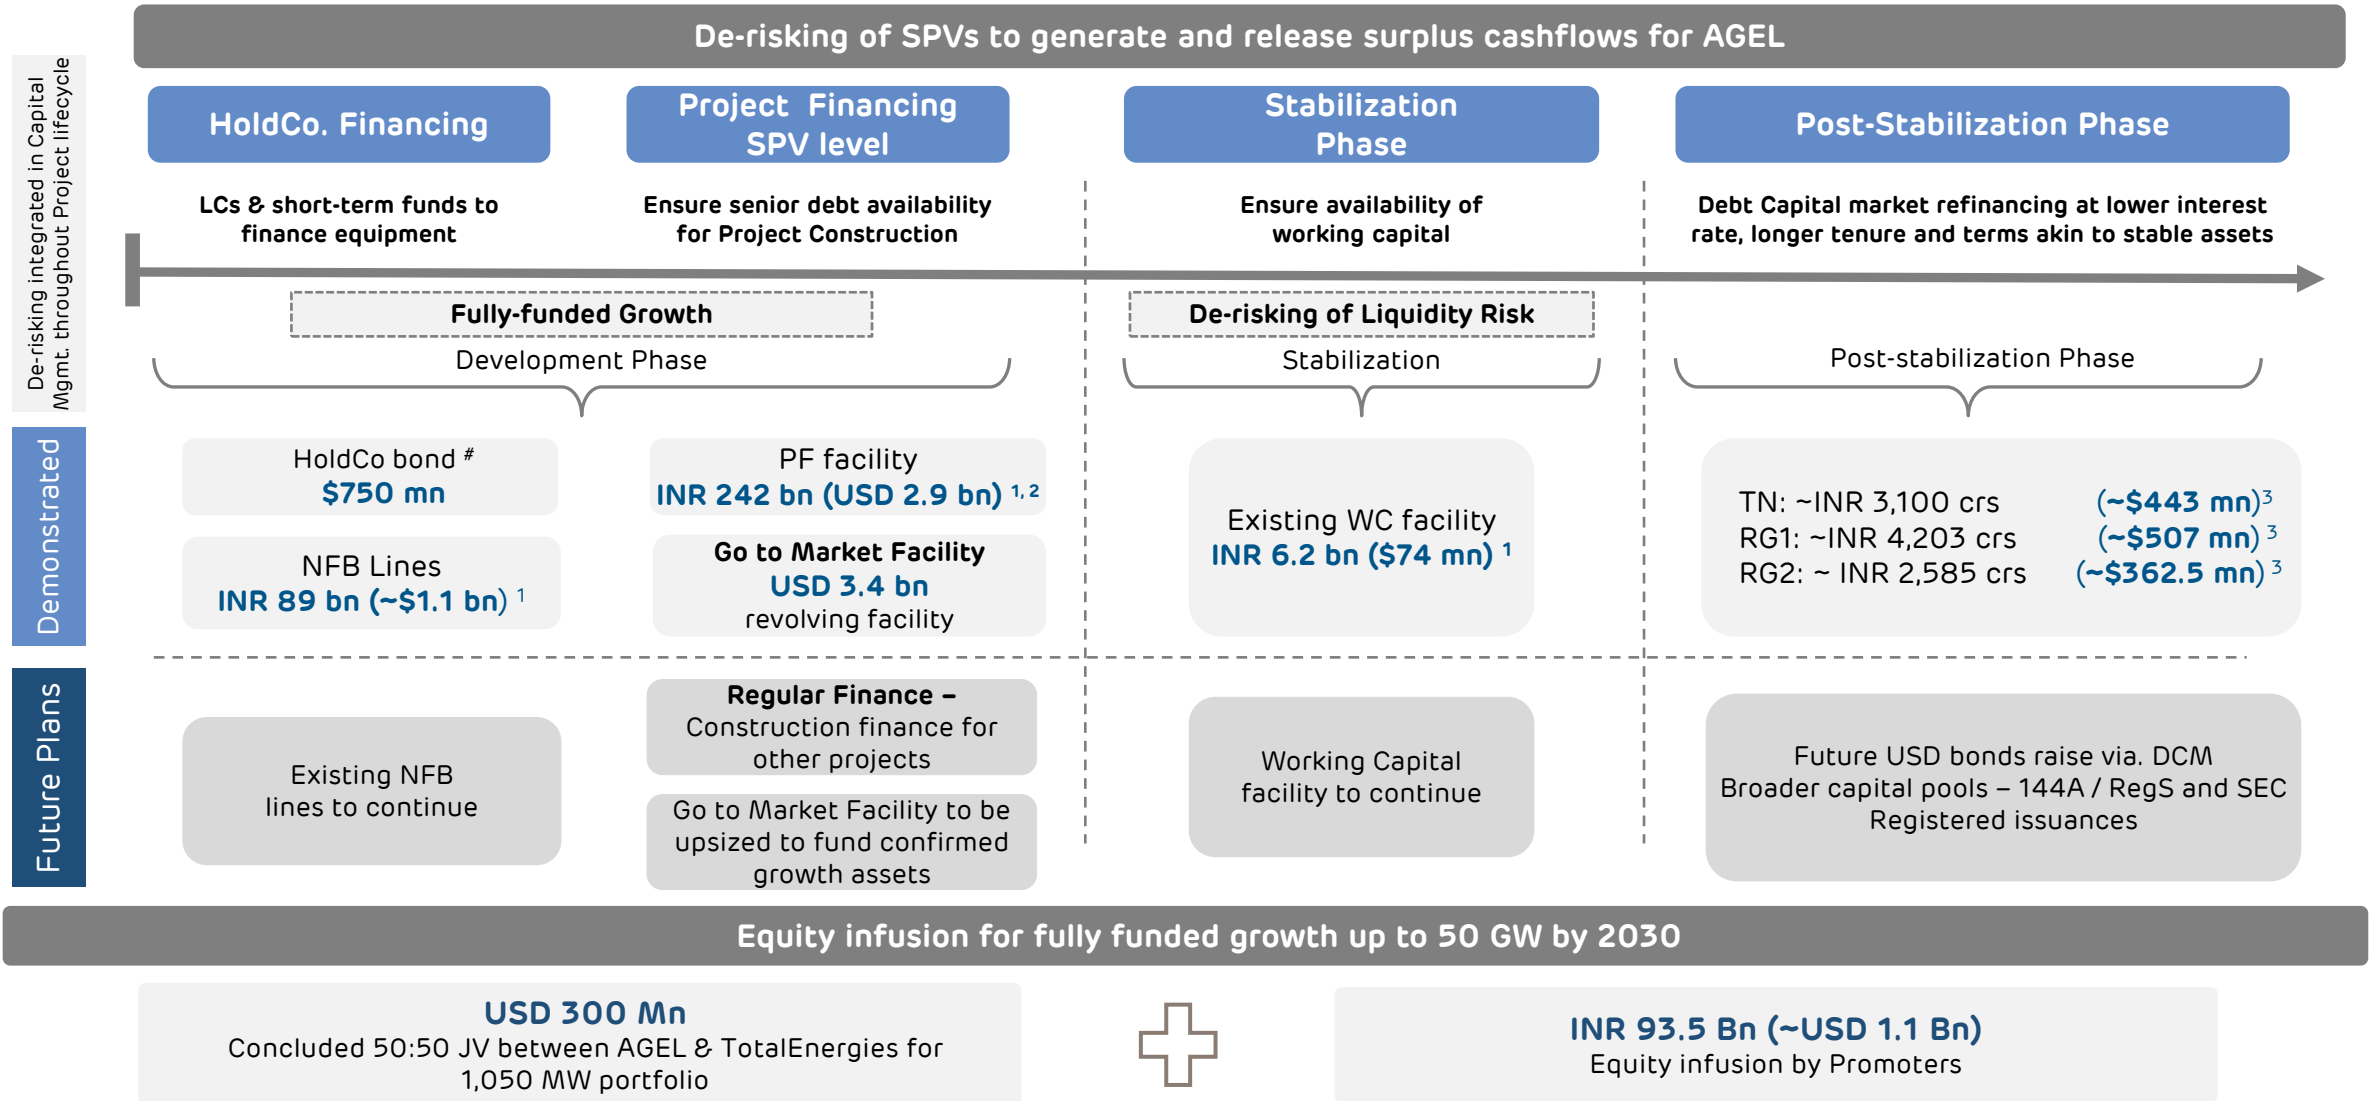 De-risking of SPVs to generate and release surplus cashflows for AGEL
De-risking integrated in Capital
Mgmt. throughout Project lifecycle
HoldCo. Financing
Project Financing
SPV level
Stabilization
Phase
Post-Stabilization Phase
LCs & short-term funds to
finance equipment
Ensure senior debt availability
for Project Construction
Ensure availability of
working capital
Debt Capital market refinancing at lower interest
rate, longer tenure and terms akin to stable assets
Fully-funded Growth
De-risking of Liquidity Risk
Development Phase
Stabilization
Post-stabilization Phase
Demonstrated
HoldCo bond #
$750 mn
NFB Lines
INR 89 bn (~$1.1 bn) 1
PF facility
INR 242 bn (USD 2.9 bn) 1, 2
Go to Market Facility
USD 3.4 bn
revolving facility
Existing WC facility
INR 6.2 bn ($74 mn) 1
TN: ~INR 3,100 crs (~$443 mn)3
RG1: ~INR 4,203 crs (~$507 mn) 3
RG2: ~ INR 2,585 crs (~$362.5 mn) 3
Future Plans
Existing NFB
lines to continue
Regular Finance –
Construction finance for
other projects
Go to Market Facility to be
upsized to fund confirmed
growth assets
Working Capital
facility to continue
Future USD bonds raise via. DCM
Broader capital pools – 144A / RegS and SEC
Registered issuances
Equity infusion for fully funded growth up to 50 GW by 2030
USD 300 Mn
Concluded 50:50 JV between AGEL & TotalEnergies for
1,050 MW portfolio
INR 93.5 Bn (~USD 1.1 Bn)
Equity infusion by Promoters